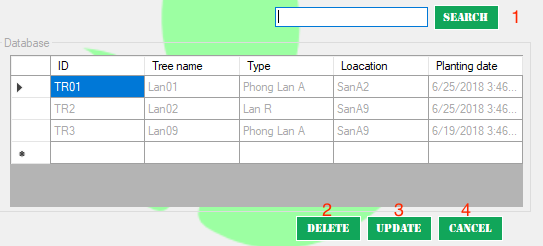 SEARCH 1
Database
ID Tree name Type Loacation Planting date
TR01 Lan01 Phong Lan A SanA2 6/25/2018 3:46...
TR2 Lan02 Lan R SanA9 6/25/2018 3:46...
TR3 Lan09 Phong Lan A SanA9 6/19/2018 3:46...
2 3 4
DELETE UPDATE CANCEL